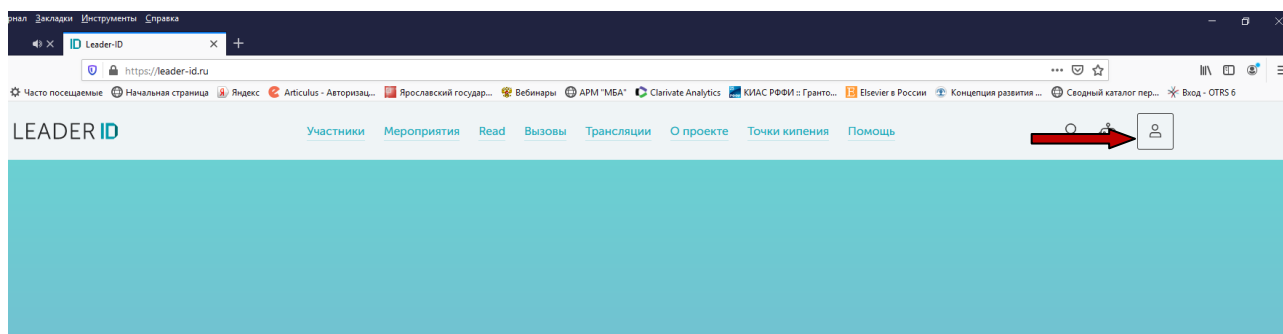 рнал Закладки Инструменты Справка
Leader-ID
https://leader-id.ru
Часто посещаемые Начальная страница Яндекс Articulus - Авторизац... Ярославский государ... Вебинары АРМ "МБА" Clarivate Analytics КИАС РФФИ :: Гранто... Elsevier в России Концепция развития ... Сводный каталог пер... Вход - OTRS 6
LEADER ID Участники Мероприятия Read Вызовы Трансляции О проекте Точки кипения Помощь